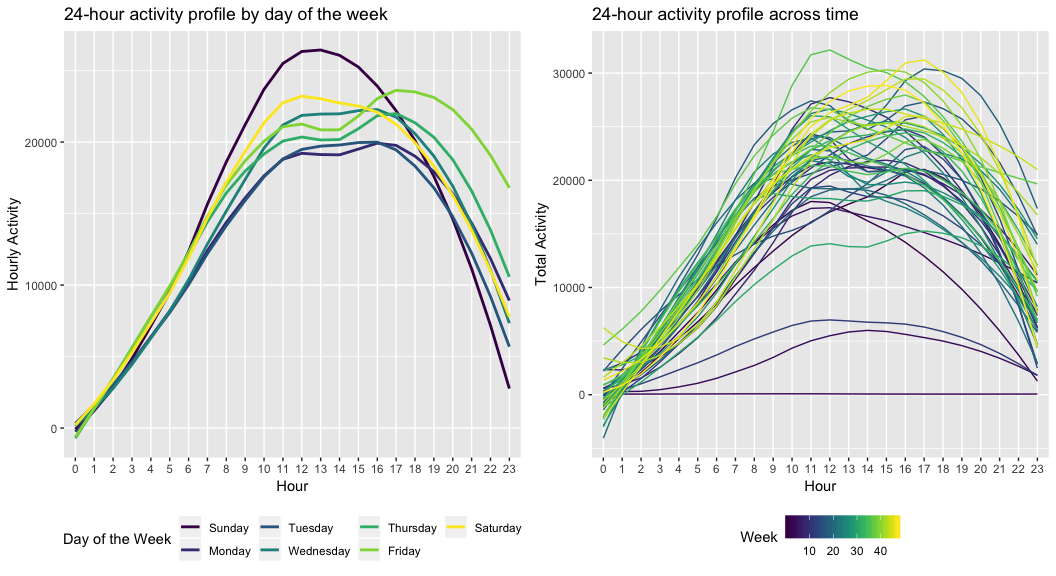 24-hour activity profile by day of the week
Hourly Activity
20000
10000
0
0 1 2 3 4 5 6 7 8 9 10 11 12 13 14 15 16 17 18 19 20 21 22 23
Hour
Day of the Week
Sunday Tuesday Thursday Saturday
Monday Wednesday Friday
24-hour activity profile across time
Total Activity
30000
20000
10000
0
0 1 2 3 4 5 6 7 8 9 10 11 12 13 14 15 16 17 18 19 20 21 22 23
Hour
Week
10 20 30 40